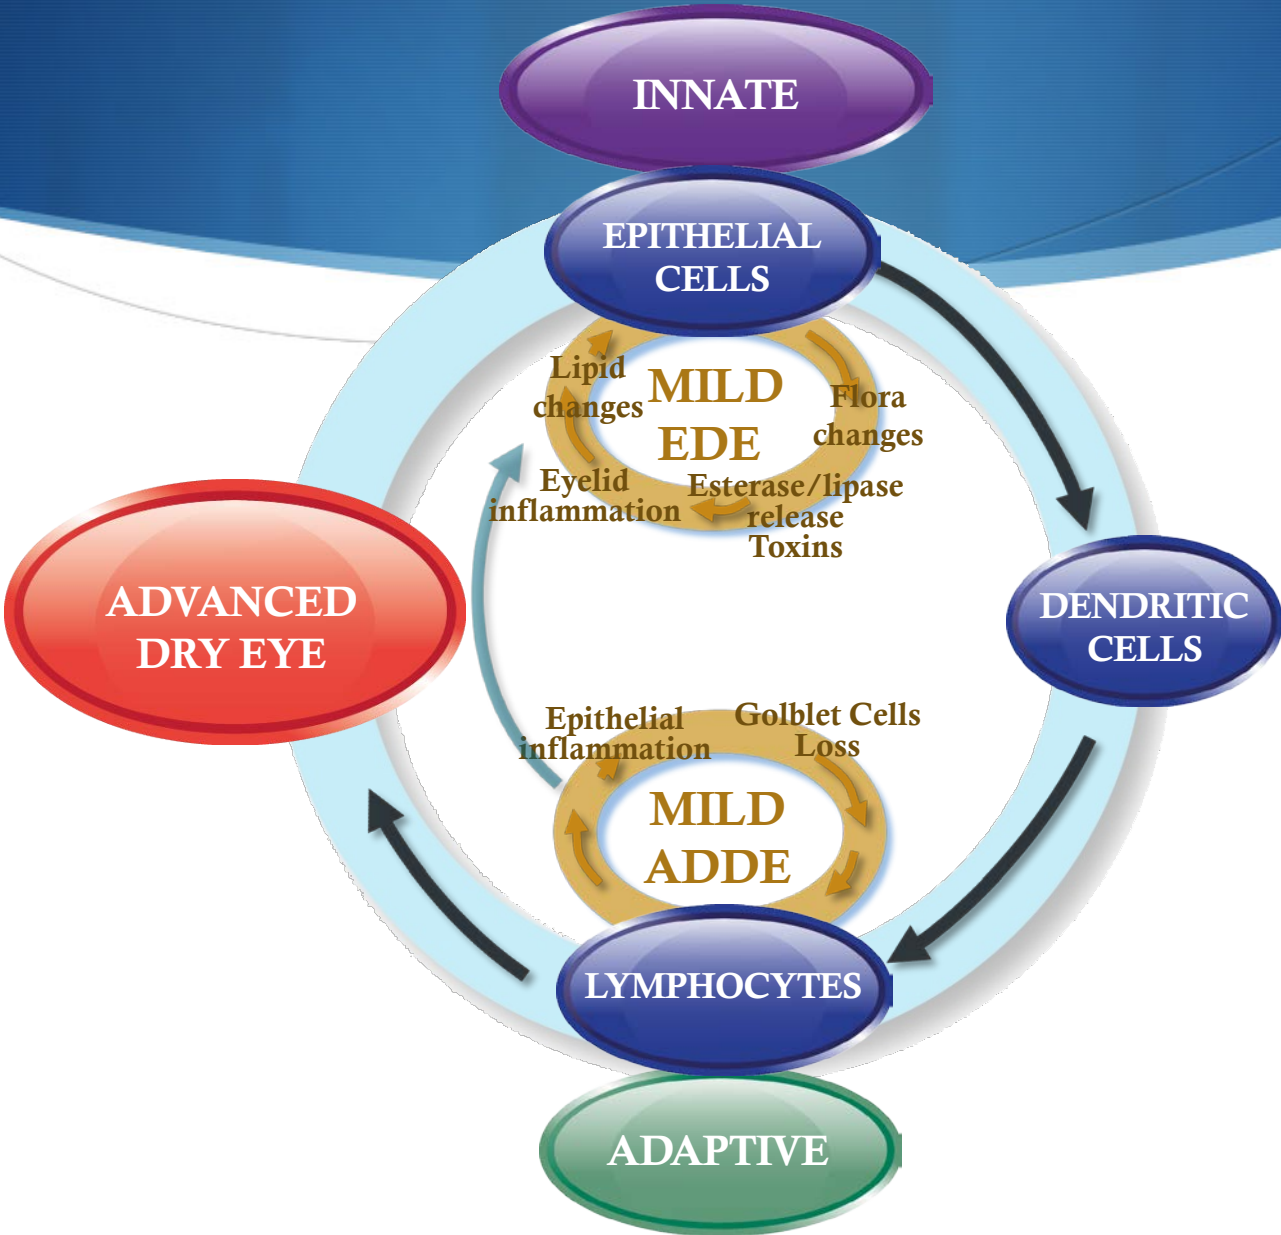 INNATE
EPITHELIAL
CELLS
Lipid
changes
MILD
EDE
Flora
changes
Eyelid
inflammation
Esterase/lipase
release
Toxins
ADVANCED
DRY EYE
DENDRITIC
CELLS
Epithelial
inflammation
Golblet Cells
Loss
MILD
ADDE
LYMPHOCYTES
ADAPTIVE